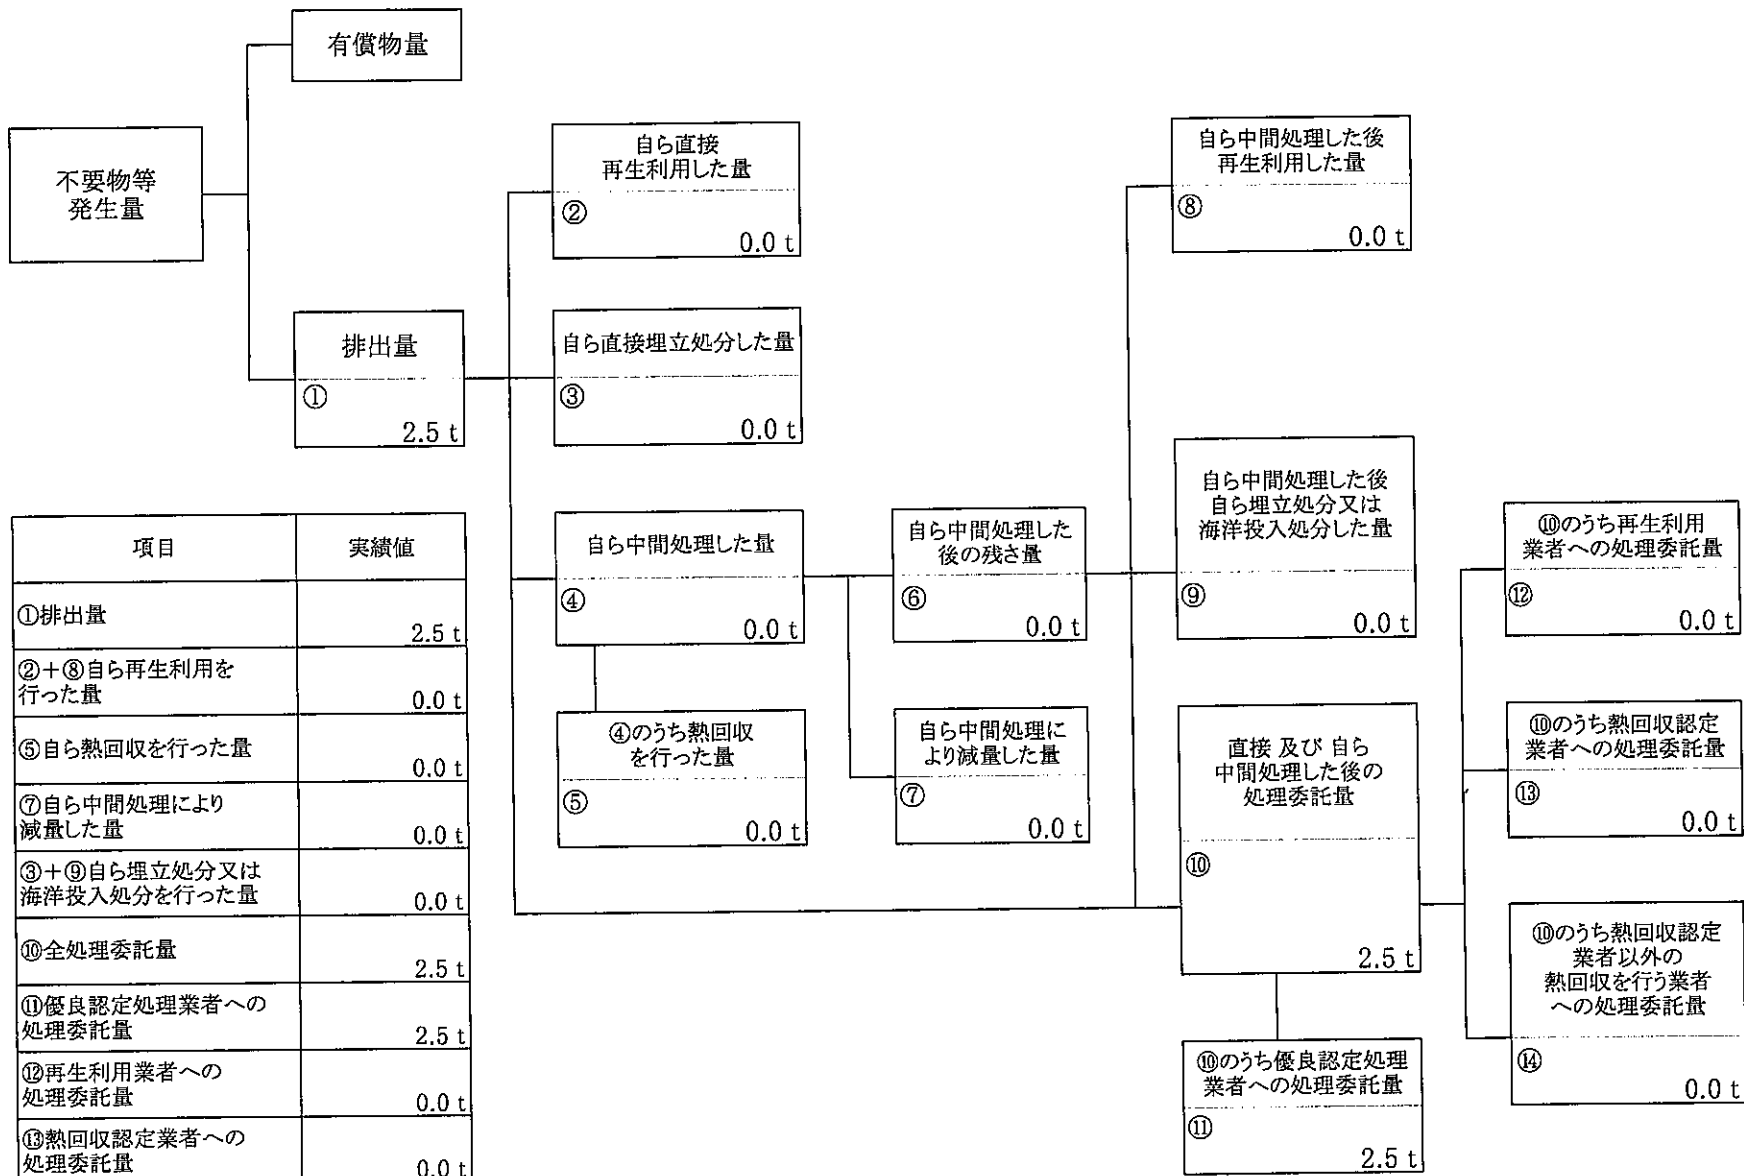 有償物量
不要物等
発生量
排出量
①
2.5 t
自ら直接
再生利用した量
②
0.0 t
自ら直接埋立処分した量
③
0.0 t
自ら中間処理した量
④
0.0 t
④のうち熱回収
を行った量
⑤
0.0 t
自ら中間処理した
後の残さ量
⑥
0.0 t
自ら中間処理に
より減量した量
⑦
0.0 t
自ら中間処理した後
再生利用した量
⑧
0.0 t
自ら中間処理した後
自ら埋立処分又は
海洋投入処分した量
⑨
0.0 t
直接 及び 自ら
中間処理した後の
処理委託量
⑩
2.5 t
⑩のうち優良認定処理
業者への処理委託量
⑪
2.5 t
⑩のうち再生利用
業者への処理委託量
⑫
0.0 t
⑩のうち熱回収認定
業者への処理委託量
⑬
0.0 t
⑩のうち熱回収認定
業者以外の
熱回収を行う業者
への処理委託量
⑭
0.0 t
項目 実績値
①排出量
2.5 t
②＋⑧自ら再生利用を
行った量
0.0 t
⑤自ら熱回収を行った量
0.0 t
⑦自ら中間処理により
減量した量
0.0 t
③＋⑨自ら埋立処分又は
海洋投入処分を行った量
0.0 t
⑩全処理委託量
2.5 t
⑪優良認定処理業者への
処理委託量
2.5 t
⑫再生利用業者への
処理委託量
0.0 t
⑬熱回収認定業者への
処理委託量
0.0 t